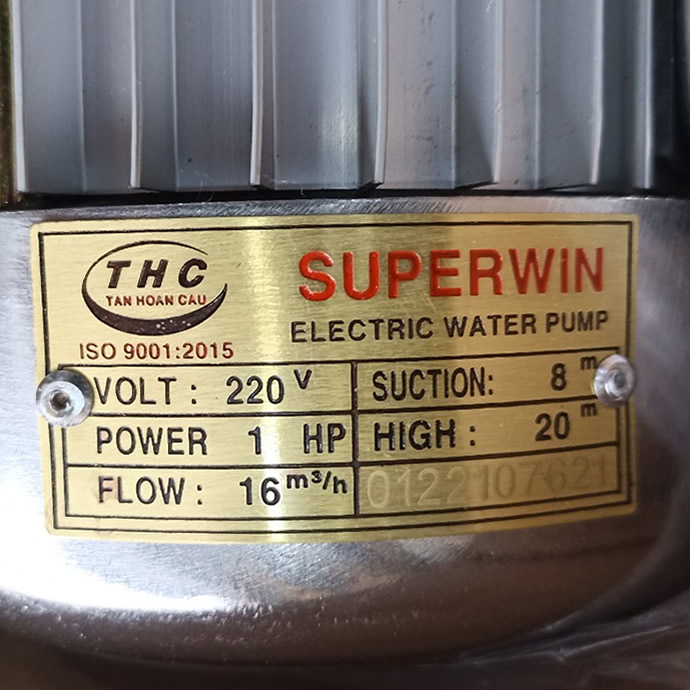 THC
TAN HOAN CAU
ISO 9001:2015
SUPERWiN
ELECTRIC WATER PUMP
VOLT : 220 V
SUCTION: 8 m
POWER 1 HP
HIGH : 20 m
FLOW : 16 m³/h
0122107621